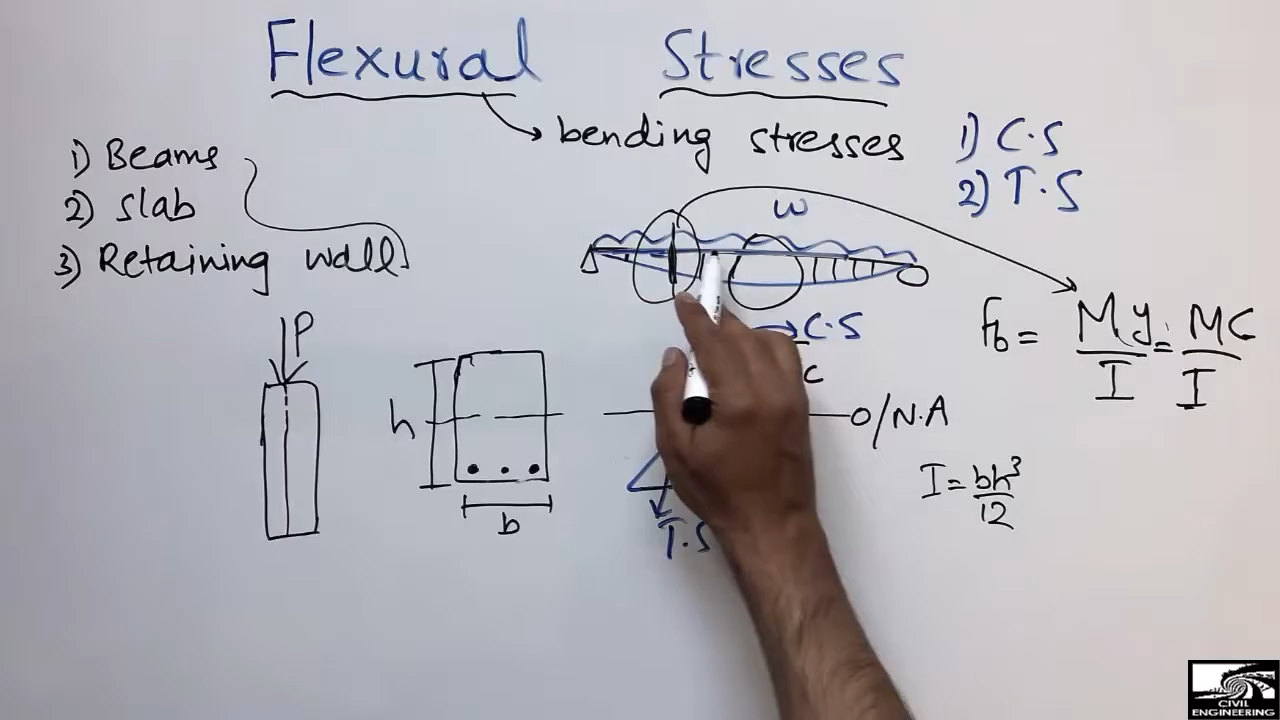 Flexural Stresses
bending stresses
1) C.S
2) T.S
1) Beams
2) Slab
3) Retaining wall
w
P
C.S
c
fb = My/I = MC/I
h
O/N.A
I = bh³/12
b
T.S
CIVIL
ENGINEERING